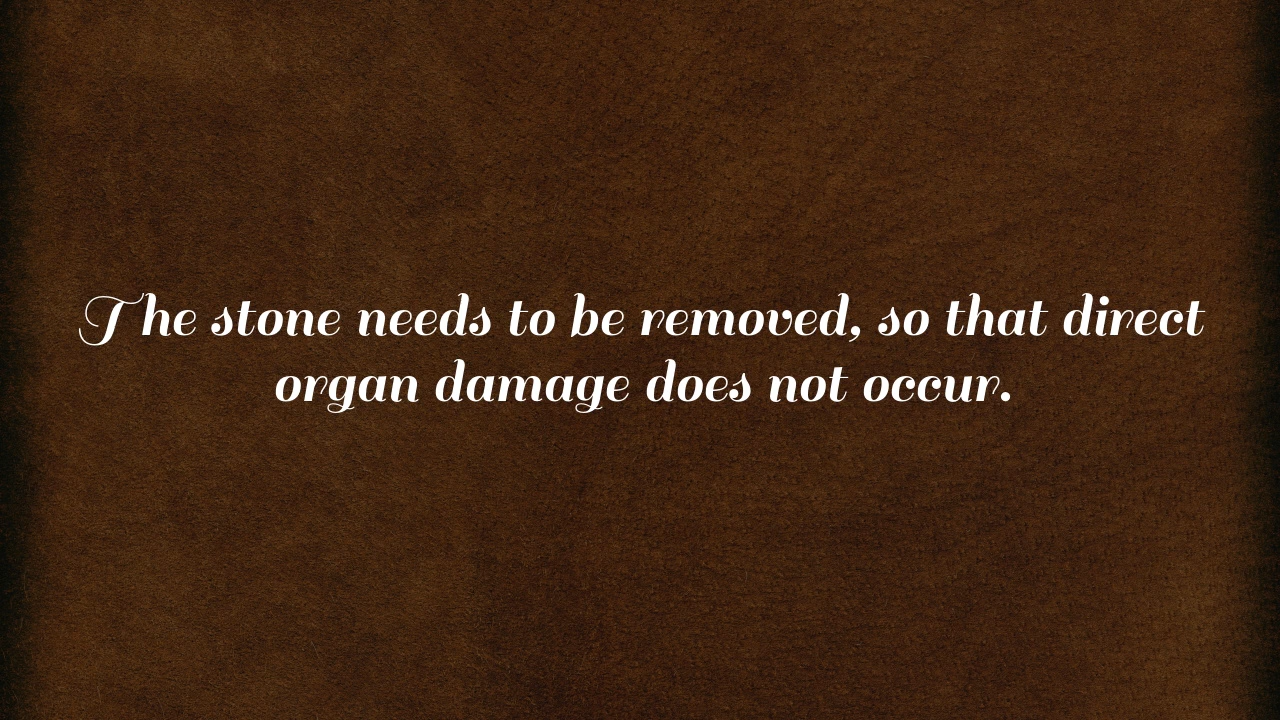 The stone needs to be removed, so that direct
organ damage does not occur.